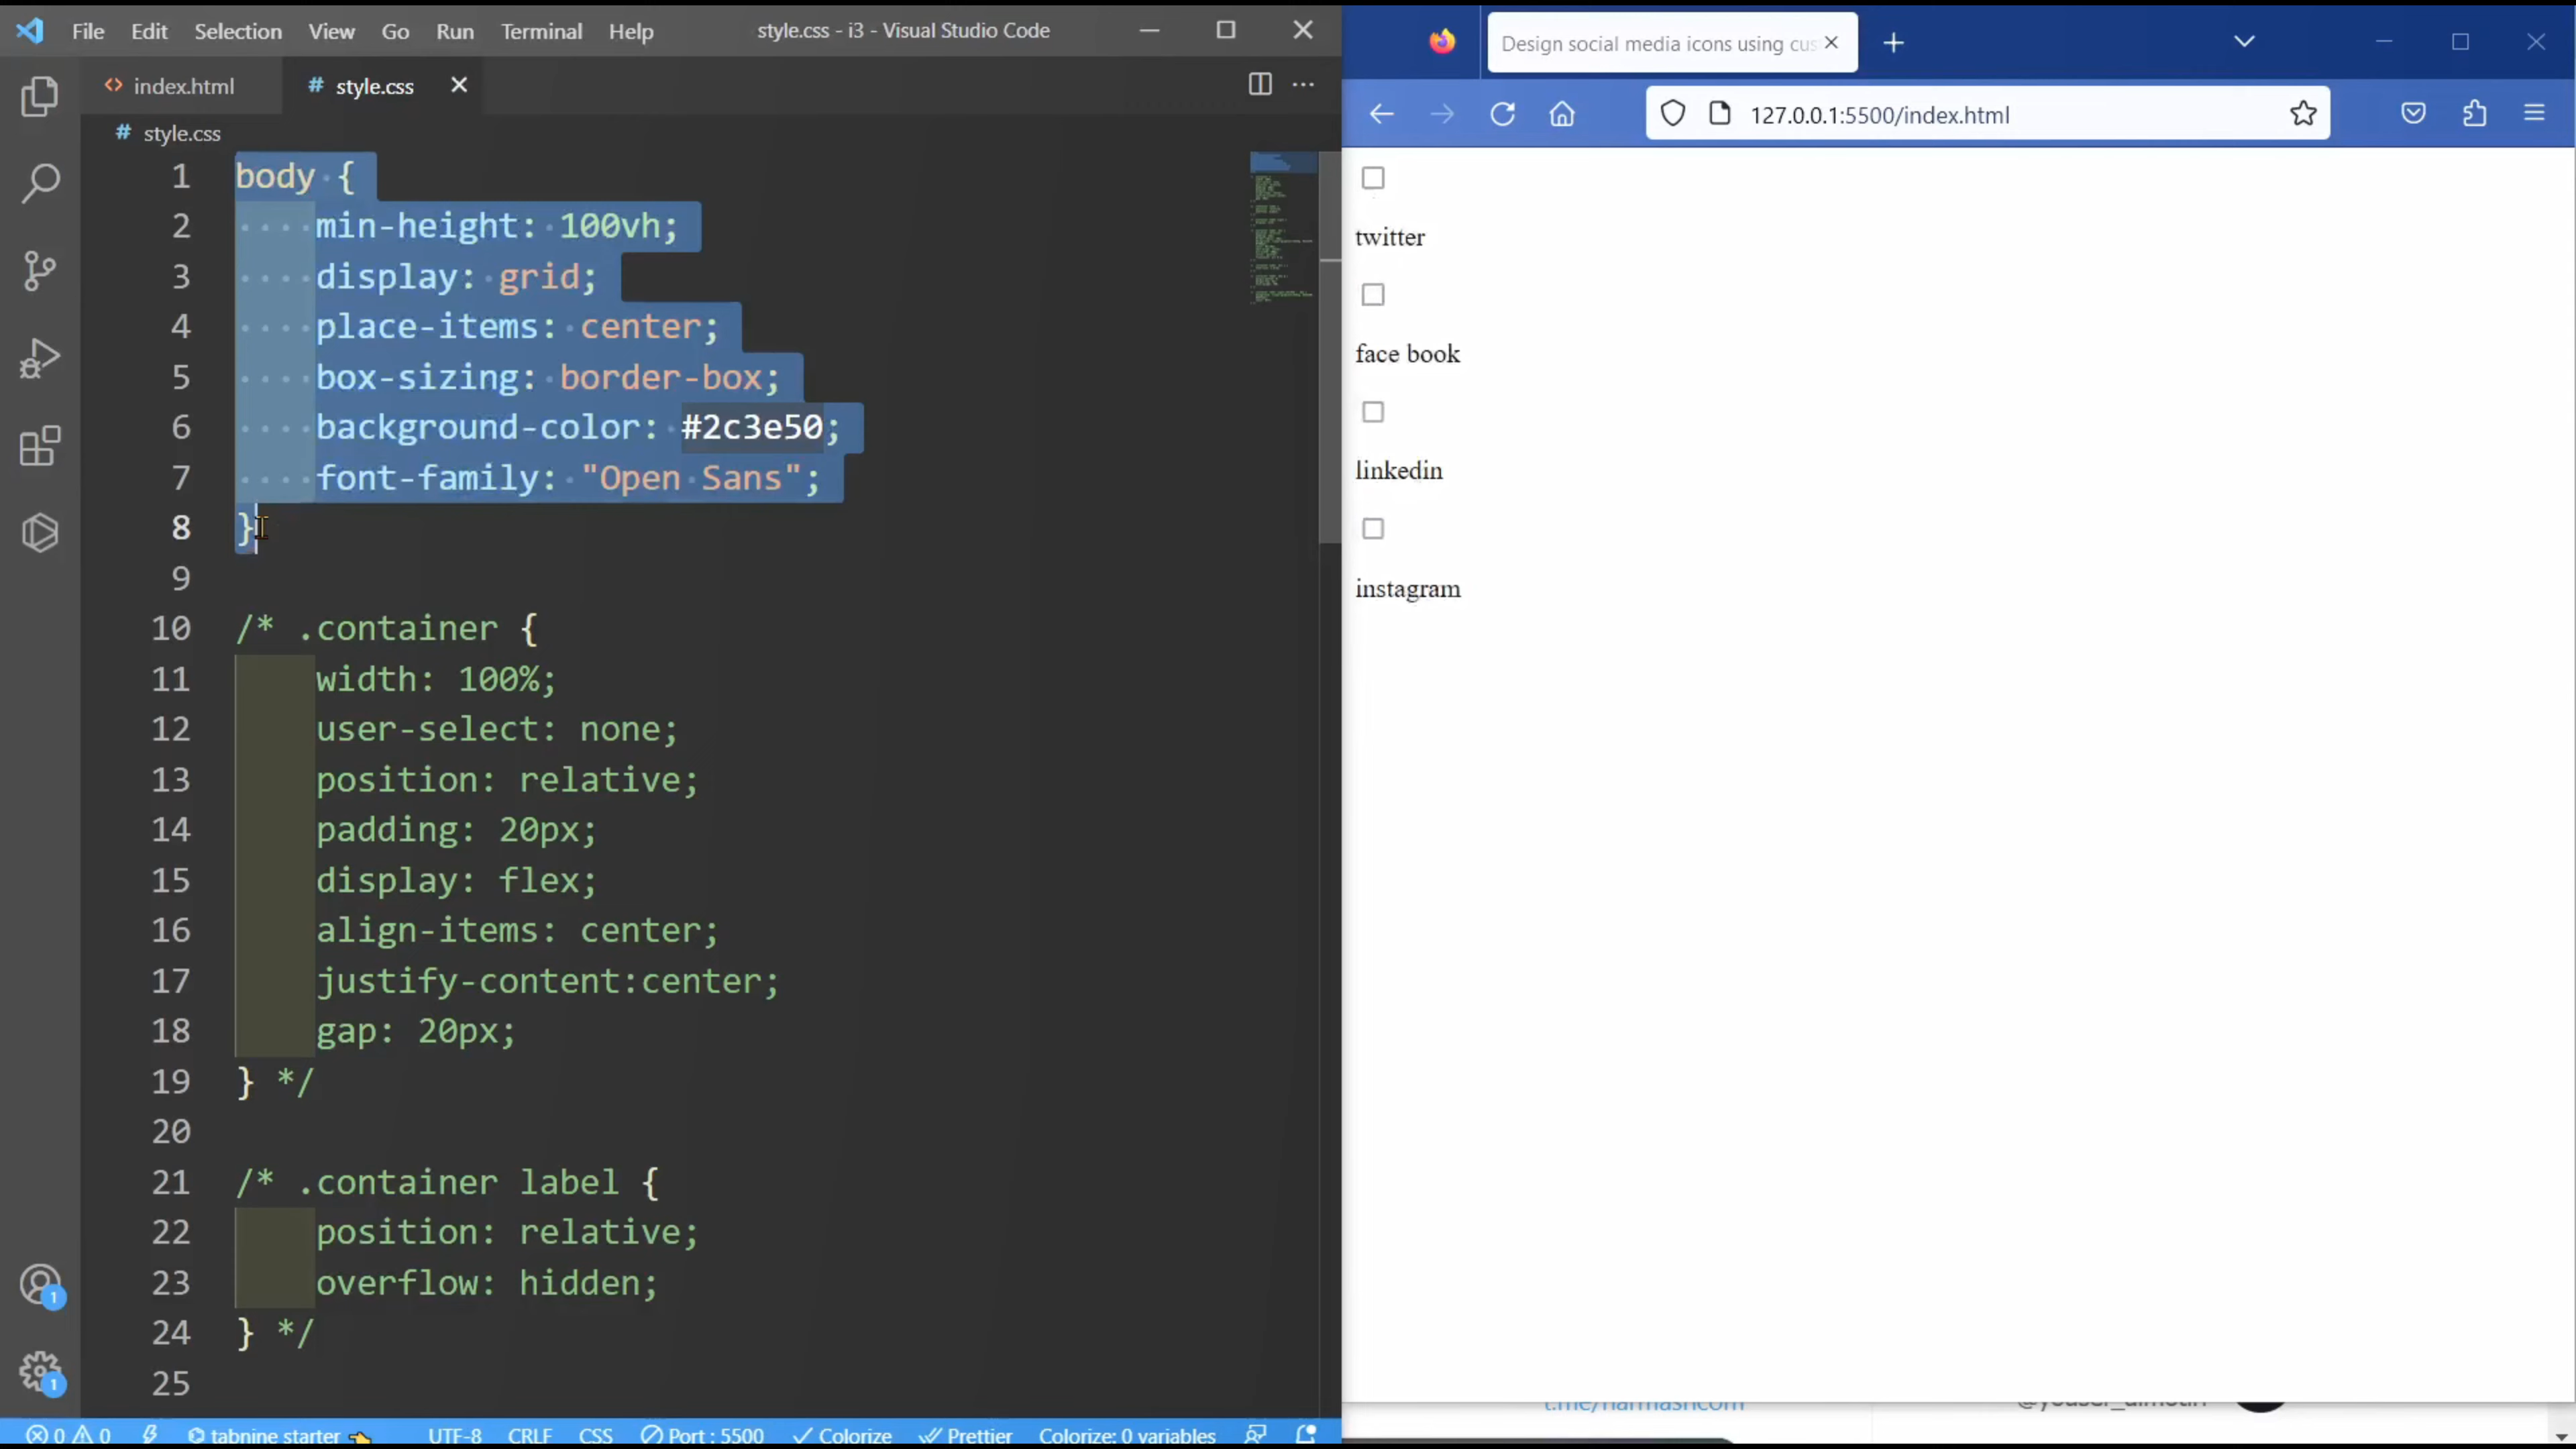 File Edit Selection View Go Run Terminal Help style.css - i3 - Visual Studio Code
index.html
# style.css
# style.css
1 body {
2 min-height: 100vh;
3 display: grid;
4 place-items: center;
5 box-sizing: border-box;
6 background-color: #2c3e50;
7 font-family: "Open Sans";
8 }
9
10 /* .container {
11 width: 100%;
12 user-select: none;
13 position: relative;
14 padding: 20px;
15 display: flex;
16 align-items: center;
17 justify-content:center;
18 gap: 20px;
19 } */
20
21 /* .container label {
22 position: relative;
23 overflow: hidden;
24 } */
25
1
1
0 0 tabnine starter UTF-8 CRLF CSS Port : 5500 Colorize Prettier Colorize: 0 variables
Design social media icons using cus
127.0.0.1:5500/index.html
twitter
face book
linkedin
instagram